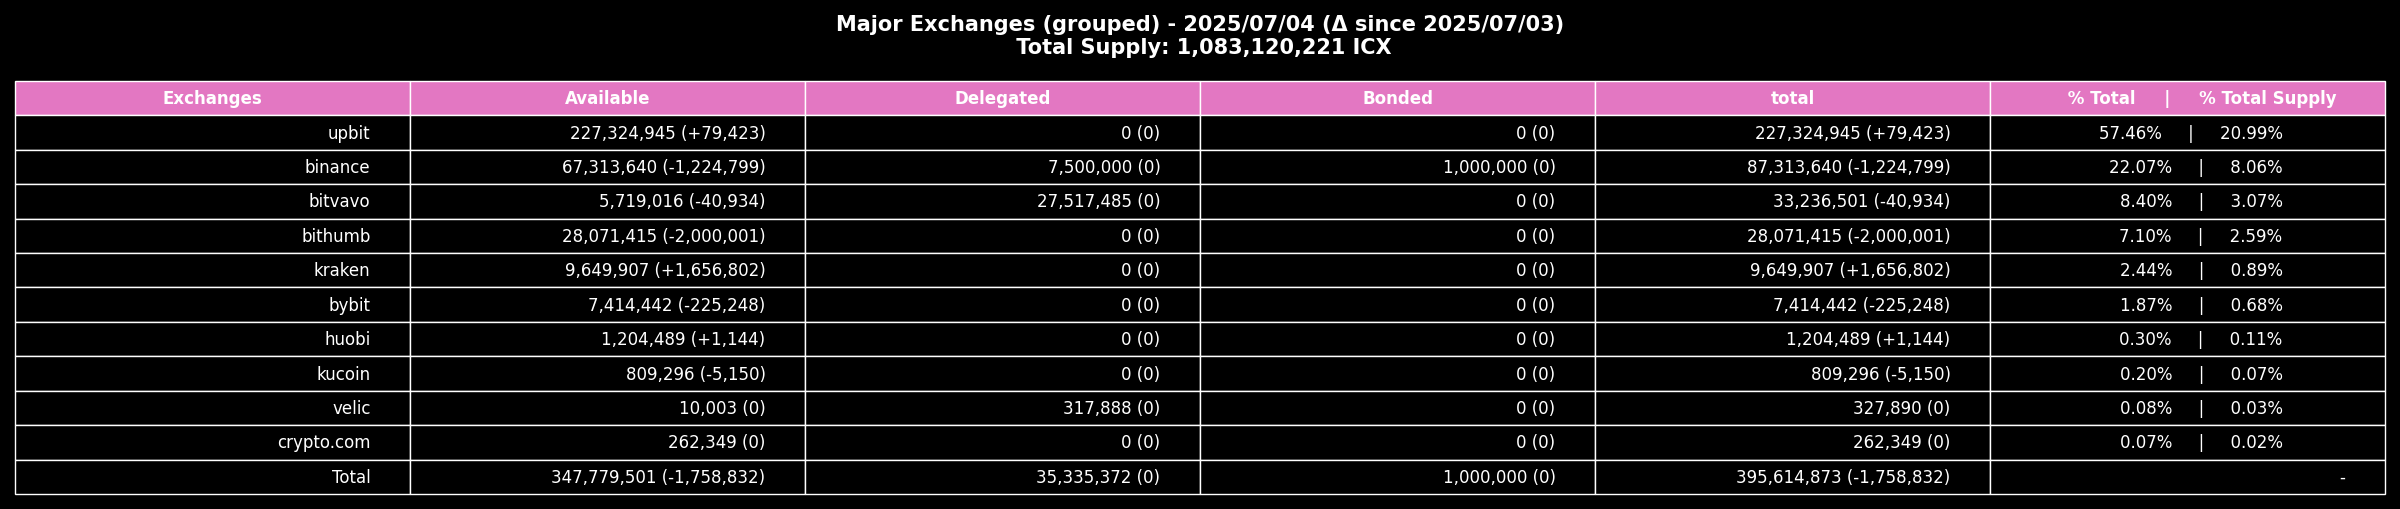 Major Exchanges (grouped) - 2025/07/04 (Δ since 2025/07/03)
Total Supply: 1,083,120,221 ICX
Exchanges Available Delegated Bonded total % Total | % Total Supply
upbit 227,324,945 (+79,423) 0 (0) 0 (0) 227,324,945 (+79,423) 57.46% | 20.99%
binance 67,313,640 (-1,224,799) 7,500,000 (0) 1,000,000 (0) 87,313,640 (-1,224,799) 22.07% | 8.06%
bitvavo 5,719,016 (-40,934) 27,517,485 (0) 0 (0) 33,236,501 (-40,934) 8.40% | 3.07%
bithumb 28,071,415 (-2,000,001) 0 (0) 0 (0) 28,071,415 (-2,000,001) 7.10% | 2.59%
kraken 9,649,907 (+1,656,802) 0 (0) 0 (0) 9,649,907 (+1,656,802) 2.44% | 0.89%
bybit 7,414,442 (-225,248) 0 (0) 0 (0) 7,414,442 (-225,248) 1.87% | 0.68%
huobi 1,204,489 (+1,144) 0 (0) 0 (0) 1,204,489 (+1,144) 0.30% | 0.11%
kucoin 809,296 (-5,150) 0 (0) 0 (0) 809,296 (-5,150) 0.20% | 0.07%
velic 10,003 (0) 317,888 (0) 0 (0) 327,890 (0) 0.08% | 0.03%
crypto.com 262,349 (0) 0 (0) 0 (0) 262,349 (0) 0.07% | 0.02%
Total 347,779,501 (-1,758,832) 35,335,372 (0) 1,000,000 (0) 395,614,873 (-1,758,832) -